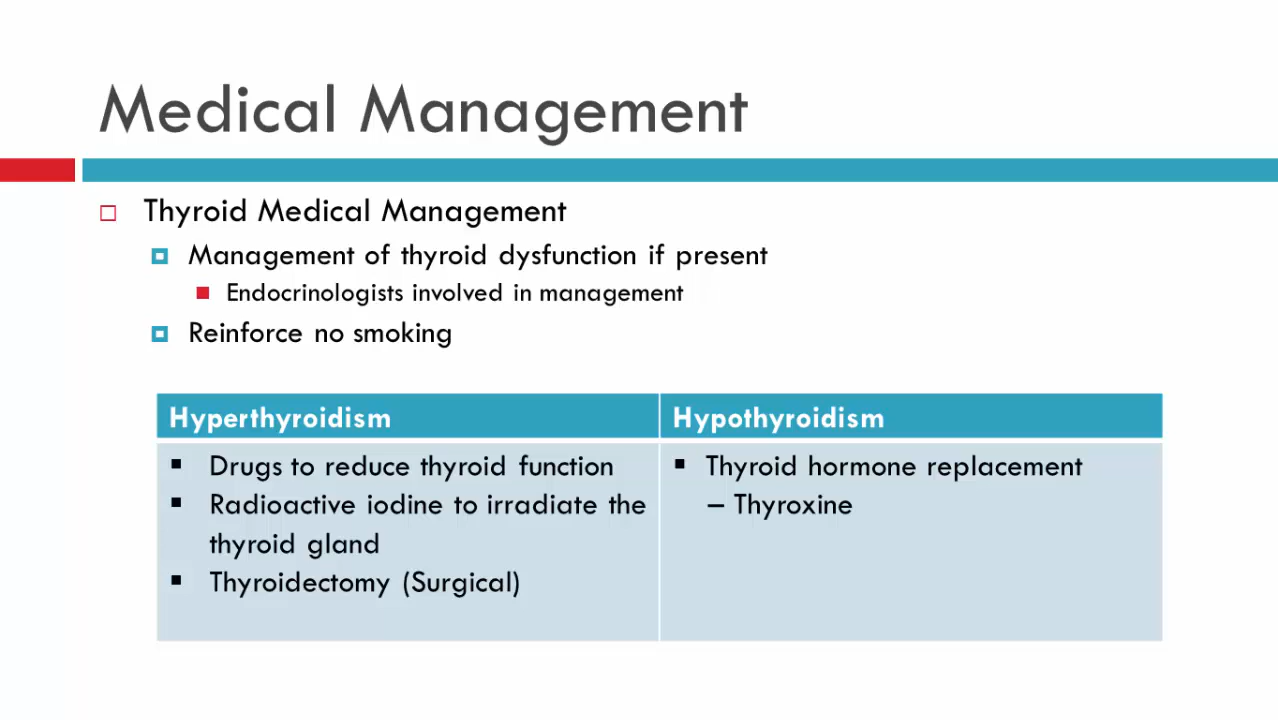 Medical Management
Thyroid Medical Management
Management of thyroid dysfunction if present
Endocrinologists involved in management
Reinforce no smoking
Hyperthyroidism
Drugs to reduce thyroid function
Radioactive iodine to irradiate the
thyroid gland
Thyroidectomy (Surgical)
Hypothyroidism
Thyroid hormone replacement
– Thyroxine